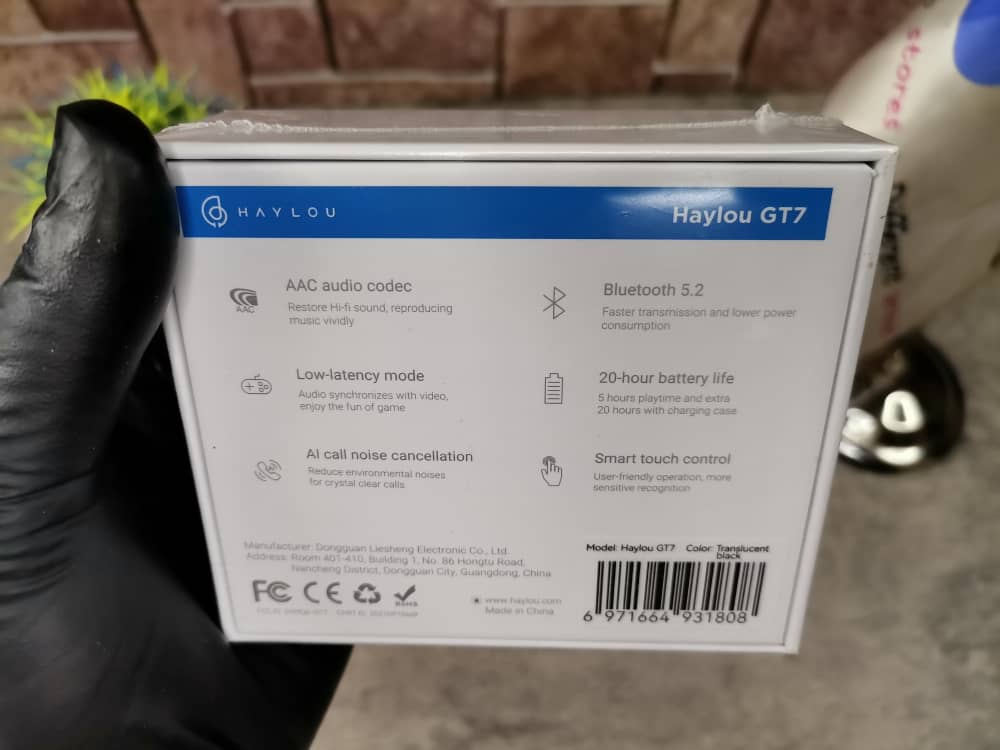 HAYLOU
Haylou GT7
AAC
AAC audio codec
Restore Hi-fi sound, reproducing
music vividly
Bluetooth 5.2
Faster transmission and lower power
consumption
Low-latency mode
Audio synchronizes with video,
enjoy the fun of game
20-hour battery life
5 hours playtime and extra
20 hours with charging case
AI call noise cancellation
Reduce environmental noises
for crystal clear calls
Smart touch control
User-friendly operation, more
sensitive recognition
Manufacturer: Dongguan Liesheng Electronic Co., Ltd.
Address: Room 401-410, Building 1, No. 86 Hongtu Road,
Nancheng District, Dongguan City, Guangdong, China
FC CE RoHS
www.haylou.com
Made in China
Model: Haylou GT7 Color: Translucent
black
6 971664 931808
stores